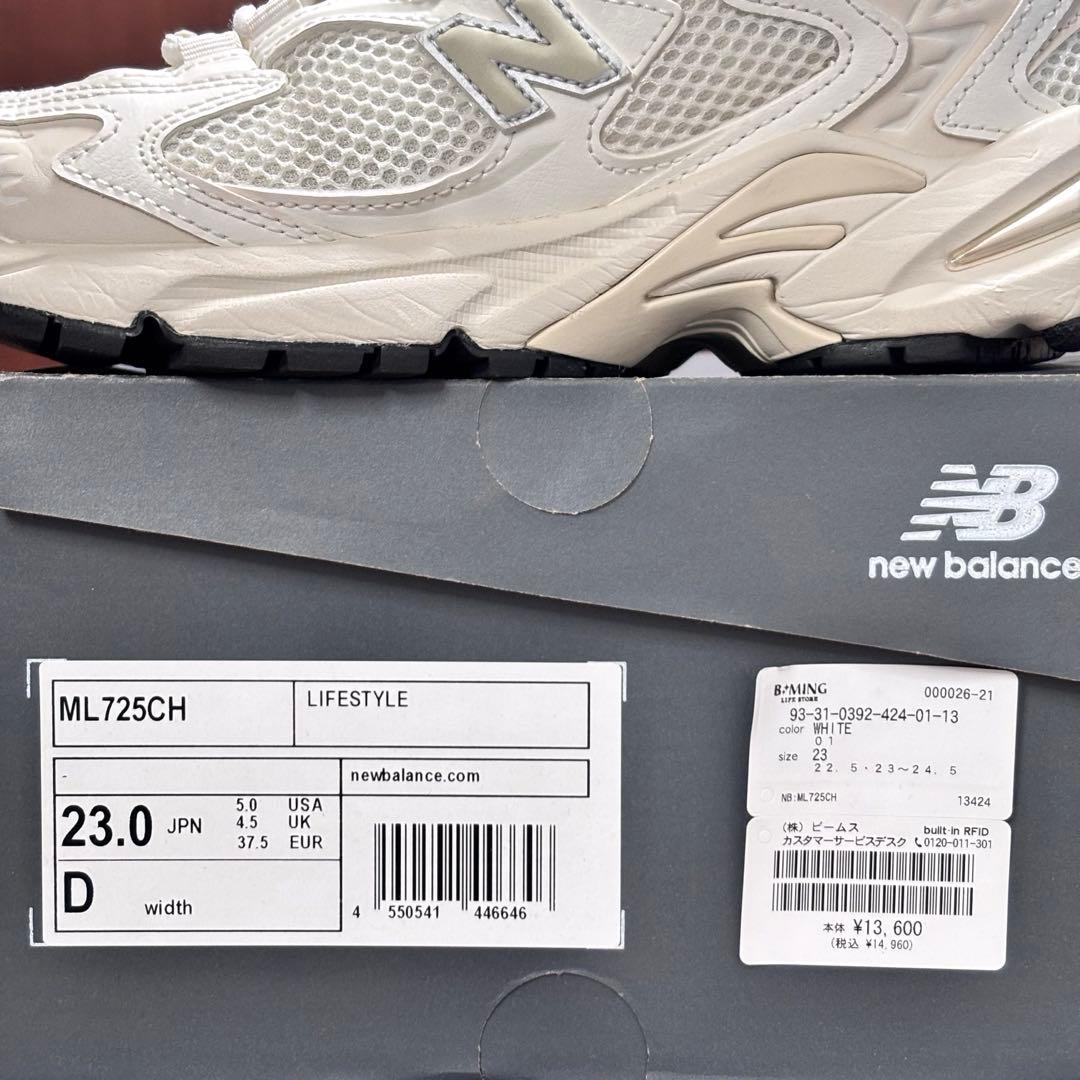 N
NB
new balance
ML725CH
LIFESTYLE
-
newbalance.com
23.0 JPN
5.0 USA
4.5 UK
37.5 EUR
D width
4 550541 446646
B:MING
LIFE STORE
000026-21
93-31-0392-424-01-13
color WHITE
01
size 23
22.5・23〜24.5
NB:ML725CH
13424
(株)ビームス
built-in RFID
カスタマーサービスデスク 0120-011-301
本体 ¥13,600
(税込 ¥14,960)